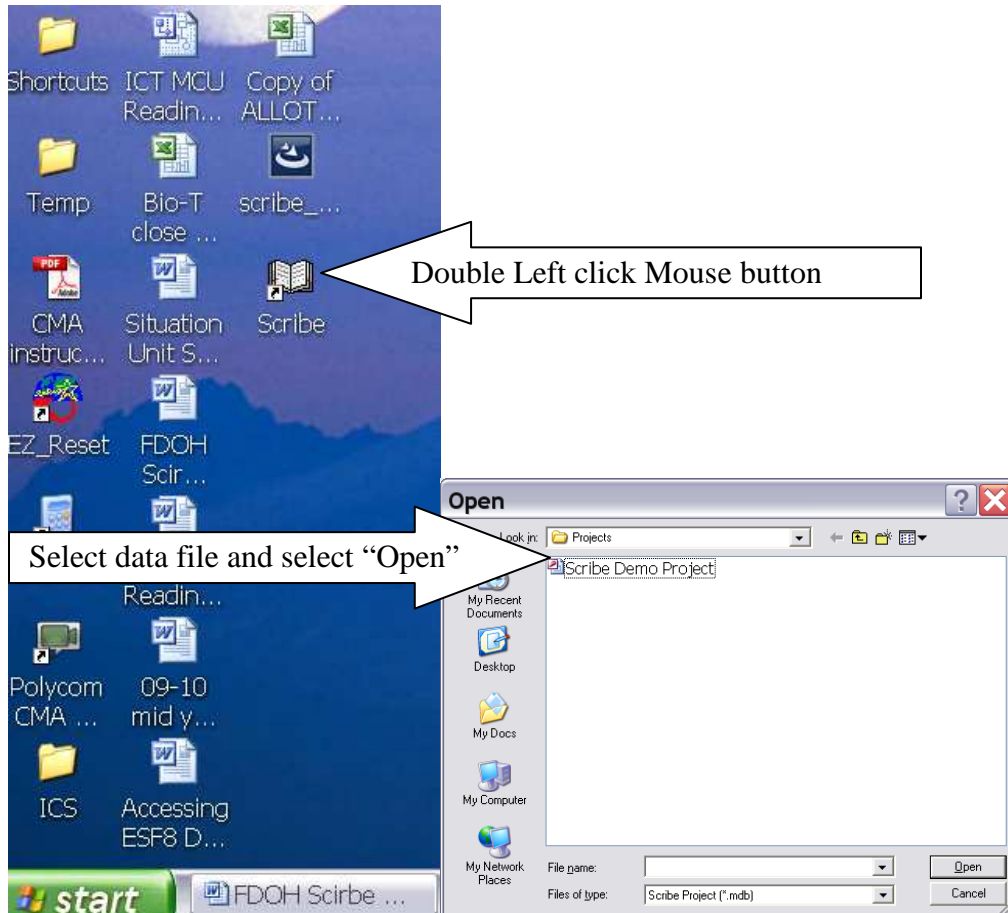 Shortcuts ICT MCU Copy of
Readin... ALLOT...
Temp Bio-T scribe_...
close ...
Double Left click Mouse button
PDF
Adobe
CMA Situation Scribe
instruc... Unit S...
EZ_Reset FDOH
Scir...
Open
Look in: Projects
Select data file and select “Open”
Scribe Demo Project
Readin...
My Recent
Documents
Desktop
Polycom 09-10
CMA ... mid y...
My Docs
My Computer
ICS Accessing
ESF8 D...
My Network
Places
File name:
Open
Files of type: Scribe Project (*.mdb)
Cancel
start FDOH Scirbe ...